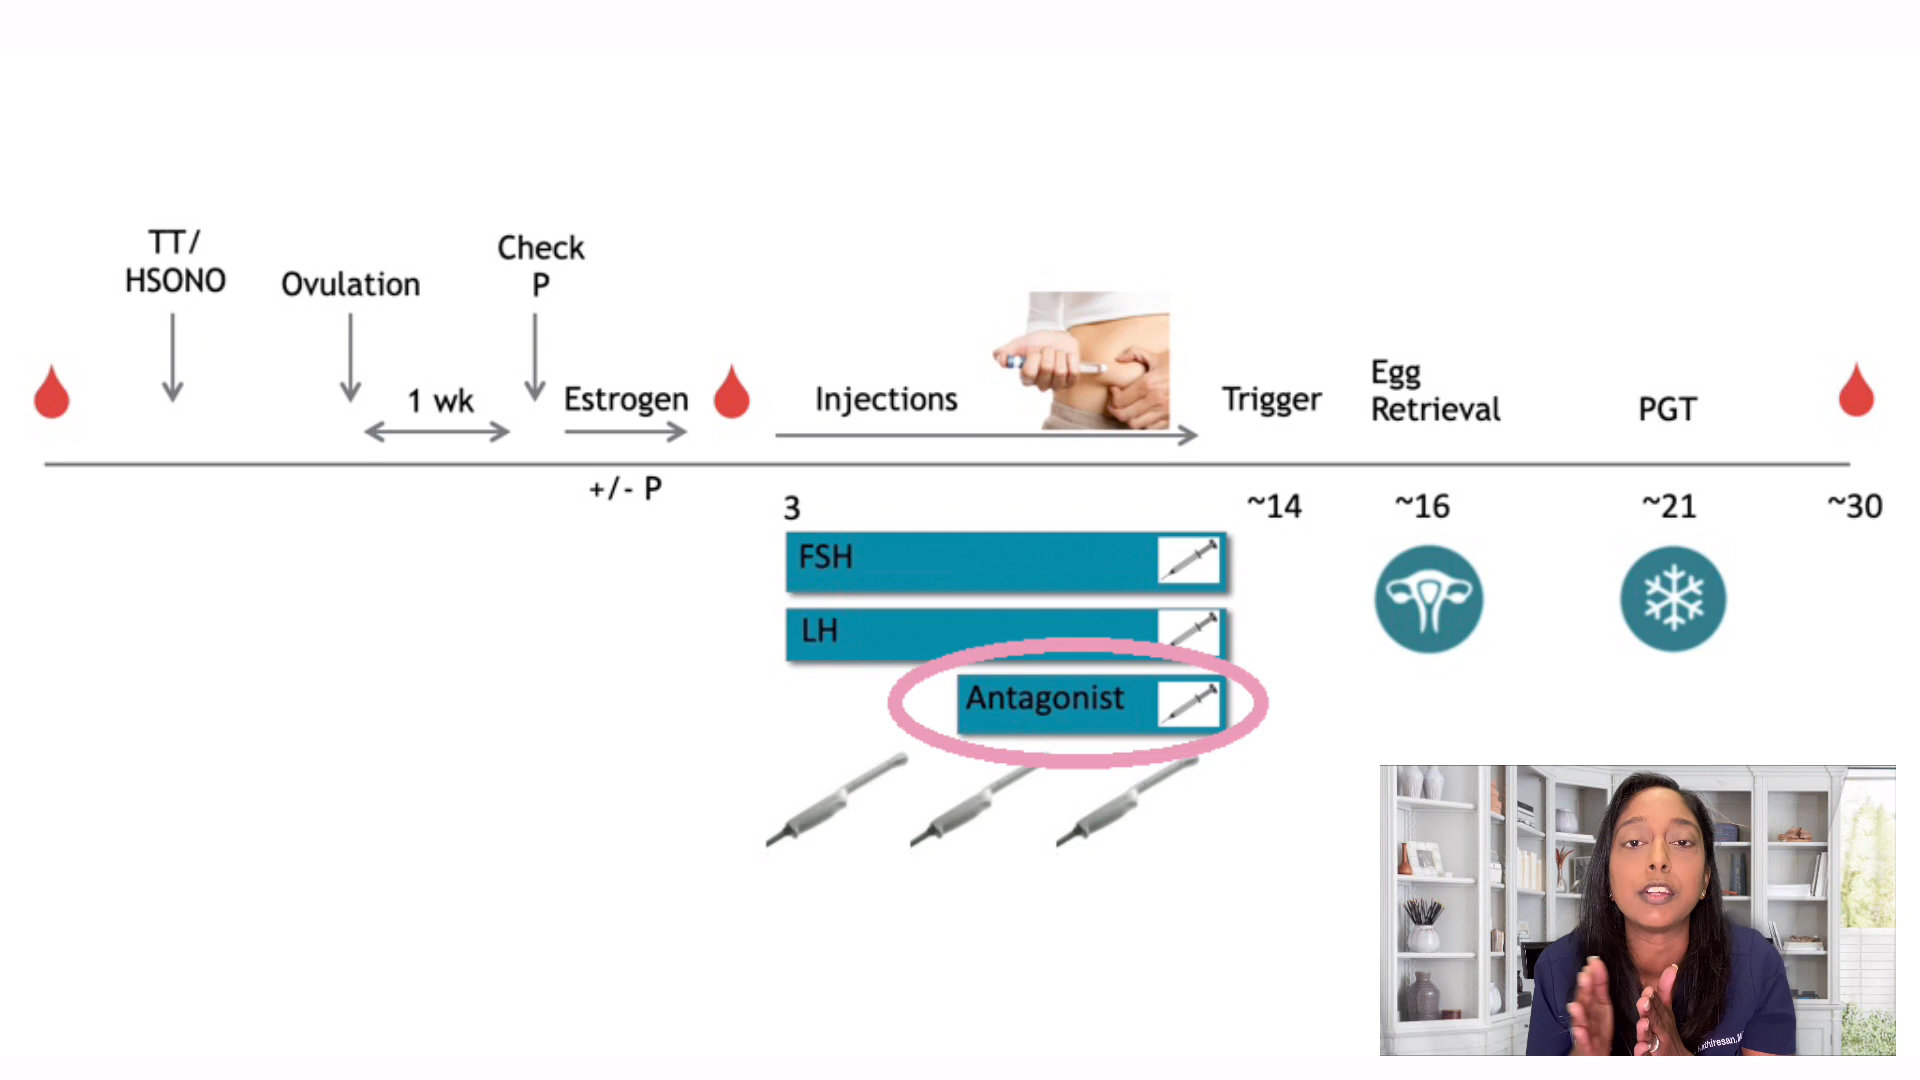 TT/
HSONO
Ovulation
Check
P
1 wk
Estrogen
+/- P
Injections
Trigger
Egg
Retrieval
PGT
3
~14
~16
~21
~30
FSH
LH
Antagonist